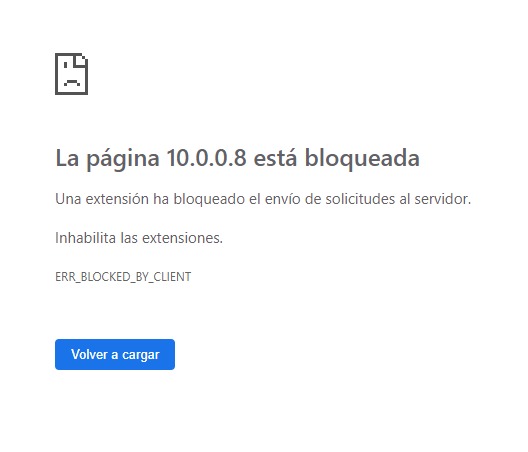 La página 10.0.0.8 está bloqueada
Una extensión ha bloqueado el envío de solicitudes al servidor.
Inhabilita las extensiones.
ERR_BLOCKED_BY_CLIENT
Volver a cargar